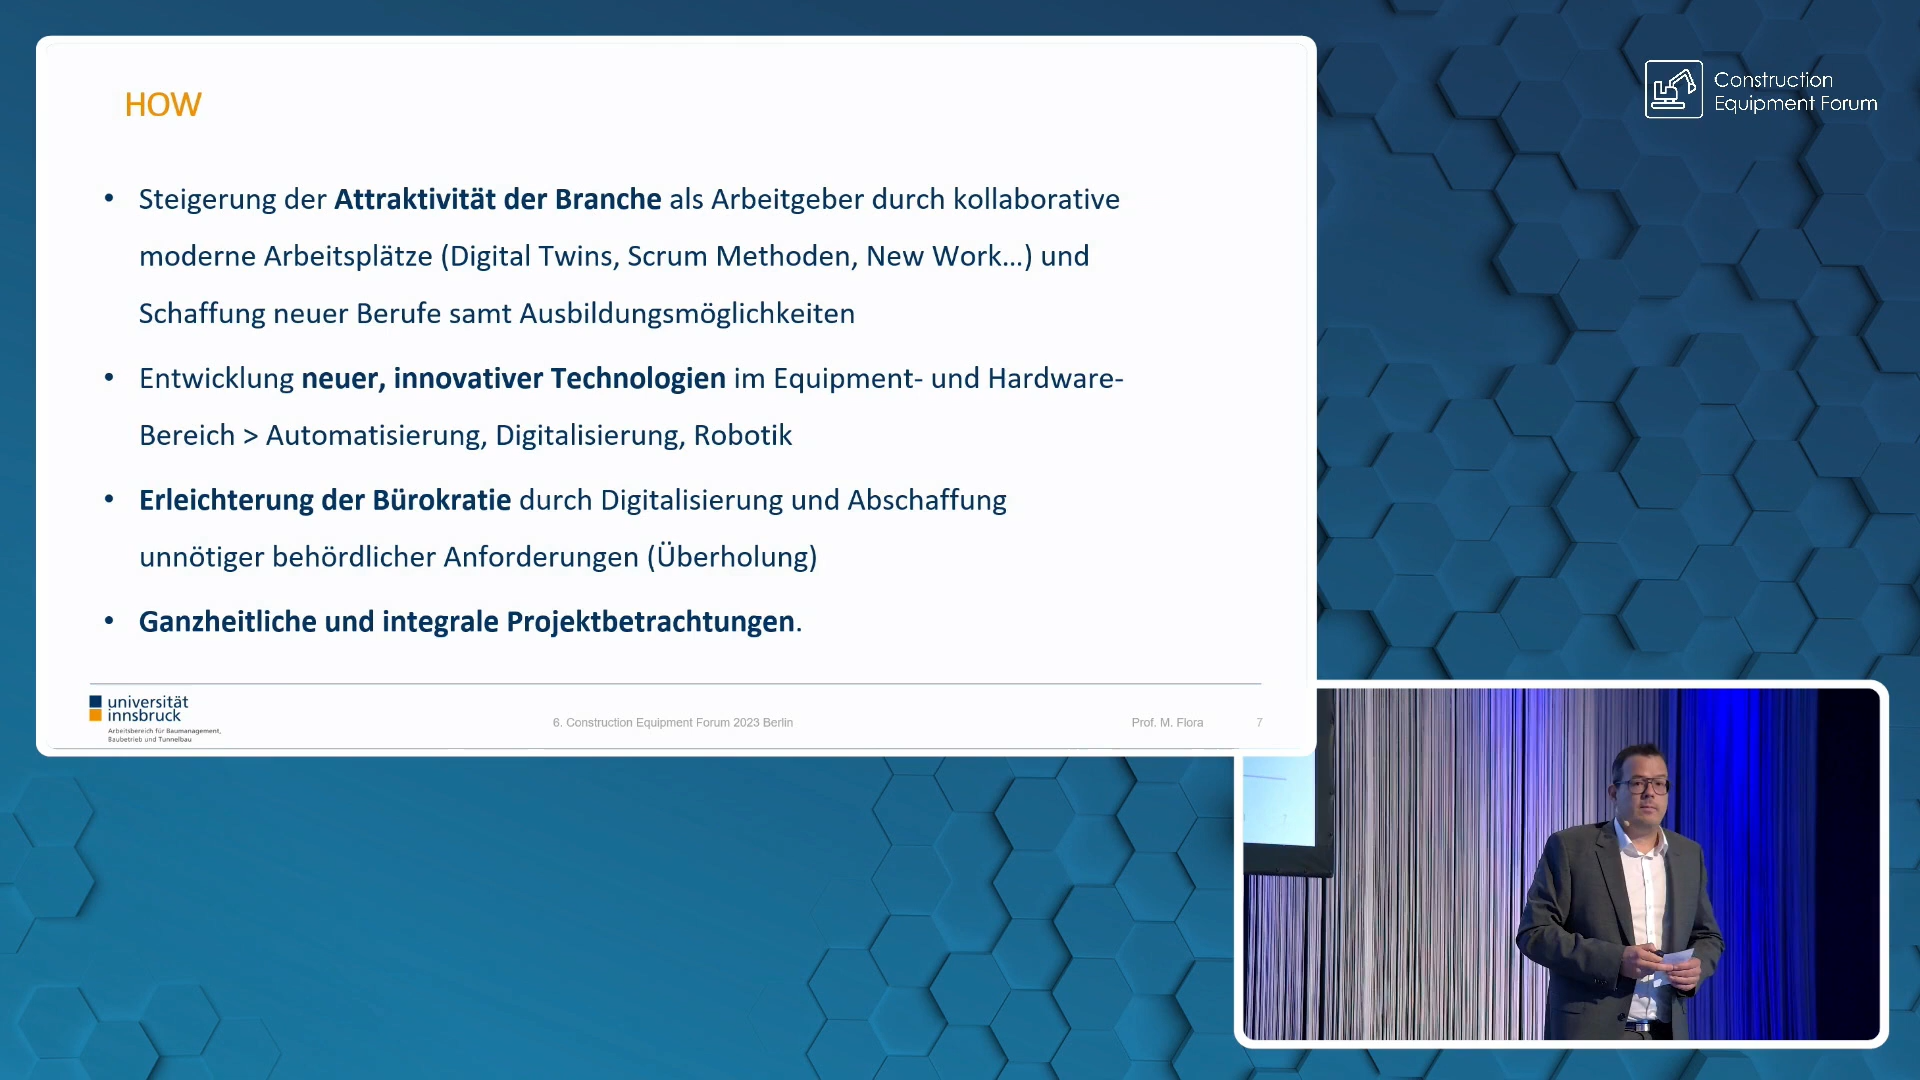 HOW
• Steigerung der Attraktivität der Branche als Arbeitgeber durch kollaborative
moderne Arbeitsplätze (Digital Twins, Scrum Methoden, New Work...) und
Schaffung neuer Berufe samt Ausbildungsmöglichkeiten
• Entwicklung neuer, innovativer Technologien im Equipment- und Hardware-
Bereich > Automatisierung, Digitalisierung, Robotik
• Erleichterung der Bürokratie durch Digitalisierung und Abschaffung
unnötiger behördlicher Anforderungen (Überholung)
• Ganzheitliche und integrale Projektbetrachtungen.
universität
innsbruck
Arbeitsbereich für Baumanagement,
Baubetrieb und Tunnelbau
6. Construction Equipment Forum 2023 Berlin
Prof. M. Flora
7
Construction
Equipment Forum